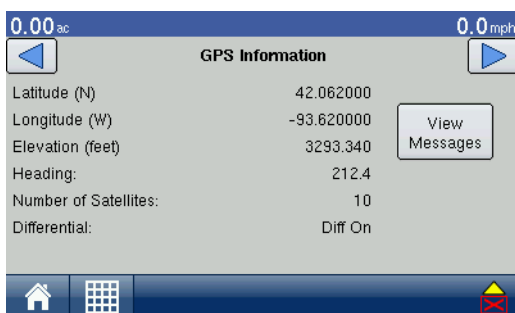 0.00 ac 0.0 mph
GPS Information
Latitude (N) 42.062000
Longitude (W) -93.620000
View
Elevation (feet) 3293.340
Messages
Heading: 212.4
Number of Satellites: 10
Differential: Diff On